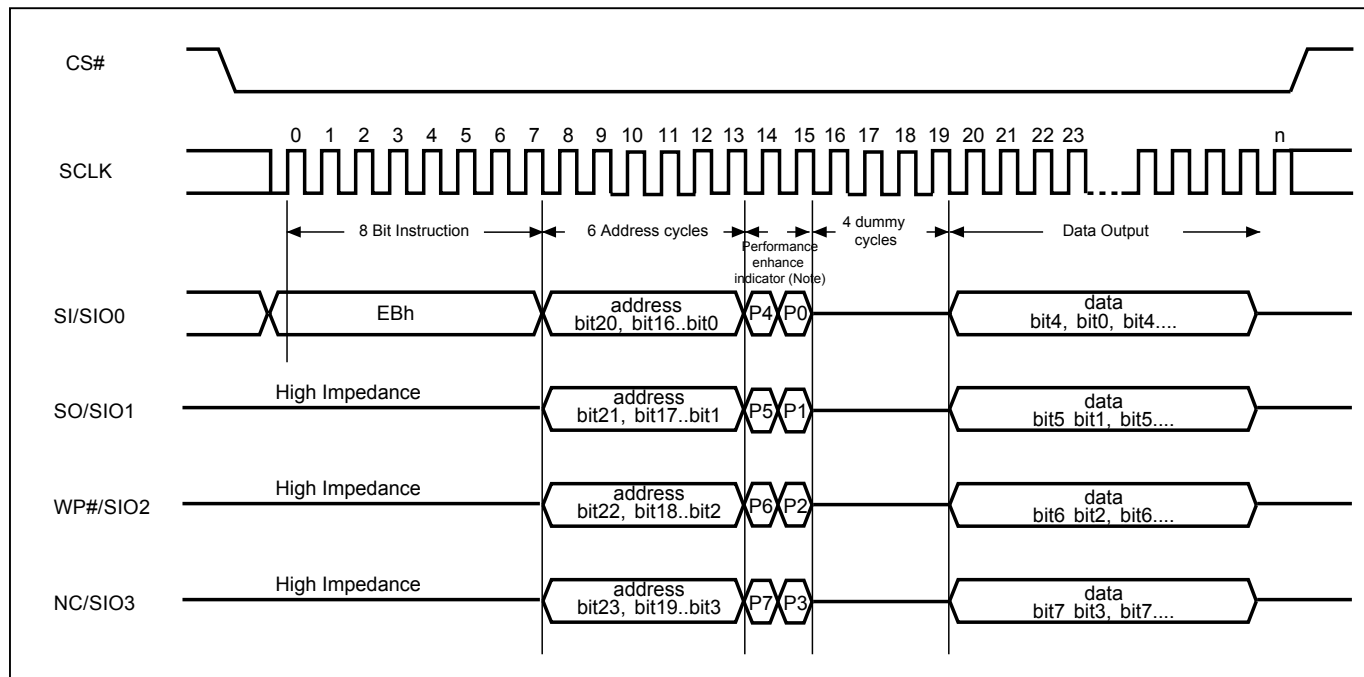 CS#
0 1 2 3 4 5 6 7 8 9 10 11 12 13 14 15 16 17 18 19 20 21 22 23 n
SCLK
8 Bit Instruction
6 Address cycles
Performance
enhance
indicator (Note)
4 dummy
cycles
Data Output
SI/SIO0
EBh
address
bit20, bit16..bit0
P4 P0
data
bit4, bit0, bit4....
SO/SIO1
High Impedance
address
bit21, bit17..bit1
P5 P1
data
bit5 bit1, bit5....
WP#/SIO2
High Impedance
address
bit22, bit18..bit2
P6 P2
data
bit6 bit2, bit6....
NC/SIO3
High Impedance
address
bit23, bit19..bit3
P7 P3
data
bit7 bit3, bit7....